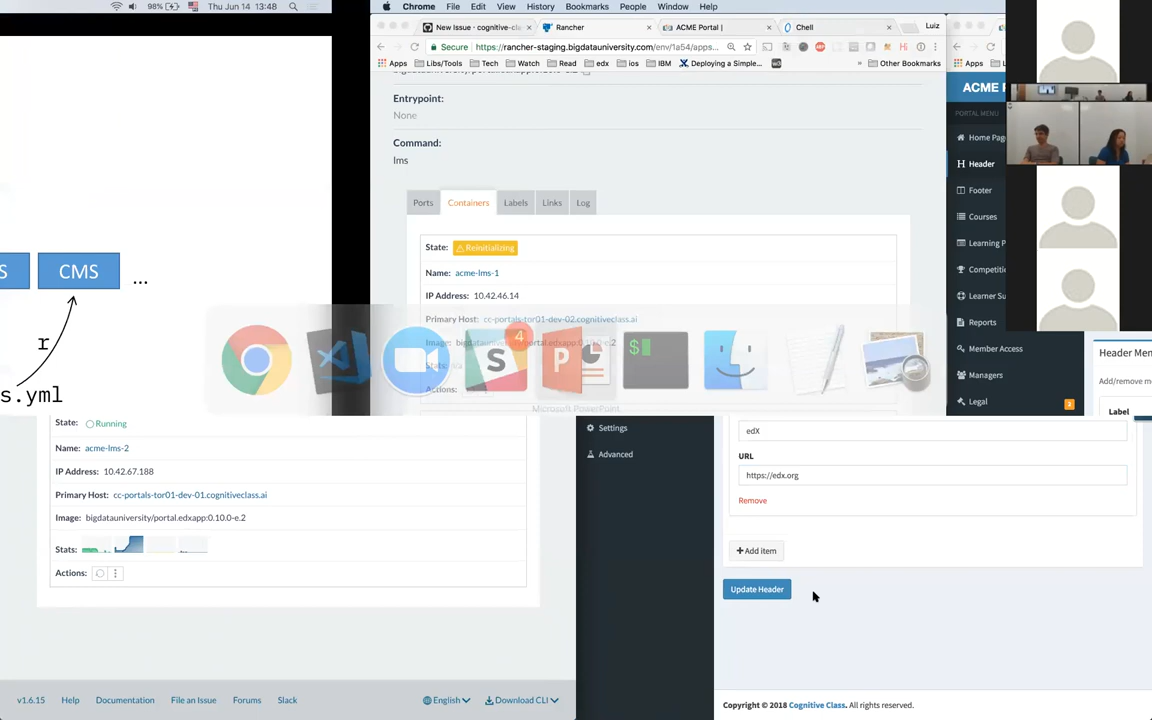 98%
Thu Jun 14 13:48
Chrome File Edit View History Bookmarks People Window Help
New Issue · cognitive-cla
Rancher
ACME Portal |
Chell
Luiz
Secure
https://rancher-staging.bigdatauniversity.com/env/1a54/apps...
Apps
Libs/Tools
Tech
Watch
Read
edx
ios
IBM
Deploying a Simple...
»
Other Bookmarks
Apps
Entrypoint:
None
Command:
lms
Ports
Containers
Labels
Links
Log
State:
Reinitializing
Name: acme-lms-1
IP Address: 10.42.46.14
Primary Host: cc-portals-tor01-dev-02.cognitiveclass.ai
Actions:
S
CMS
...
r
s.yml
4
$
Microsoft PowerPoint
State: Running
Name: acme-lms-2
IP Address: 10.42.67.188
Primary Host: cc-portals-tor01-dev-01.cognitiveclass.ai
Image: bigdatauniversity/portal.edxapp:0.10.0-e.2
Stats:
Actions:
v1.6.15
Help
Documentation
File an Issue
Forums
Slack
English
Download CLI
ACME
PORTAL MENU
Home Page
Header
Footer
Courses
Learning P
Competitio
Learner Su
Reports
Member Access
Managers
Legal
2
Settings
Advanced
Header Men
Add/remove m
Label
edX
URL
https://edx.org
Remove
+ Add item
Update Header
Copyright © 2018 Cognitive Class. All rights reserved.